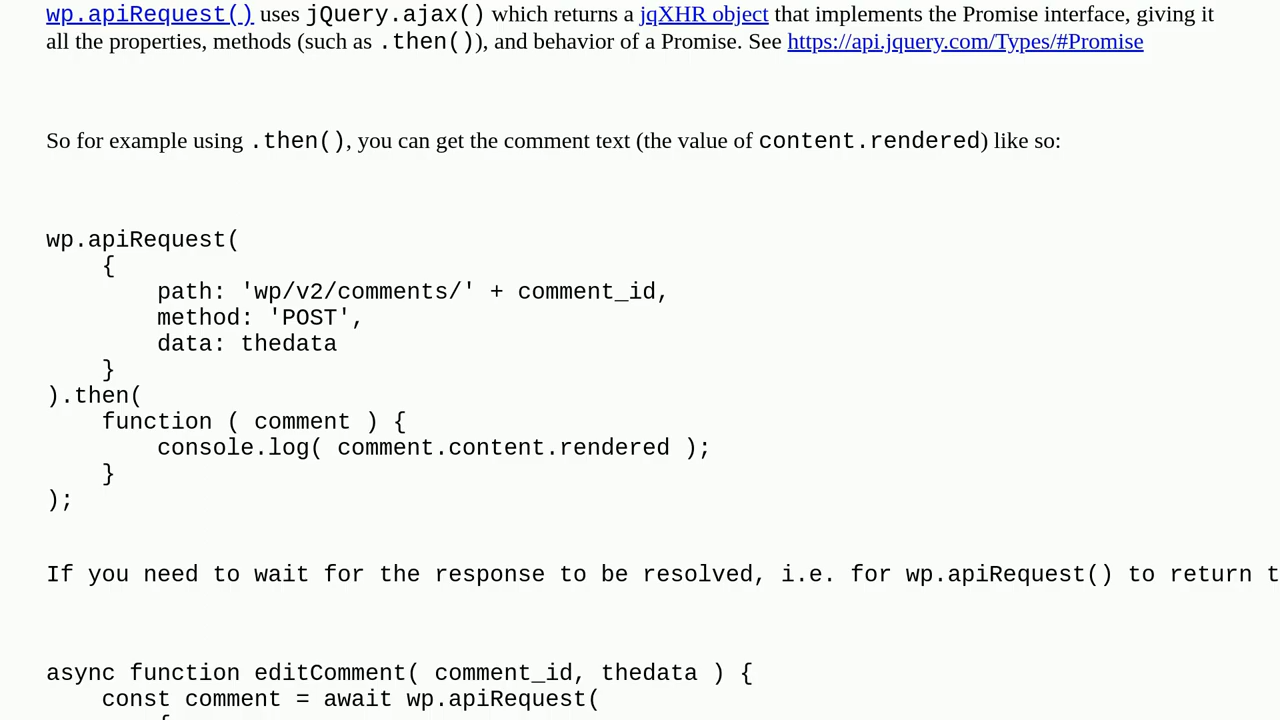 wp.apiRequest() uses jQuery.ajax() which returns a jqXHR object that implements the Promise interface, giving it
all the properties, methods (such as .then()), and behavior of a Promise. See https://api.jquery.com/Types/#Promise
So for example using .then(), you can get the comment text (the value of content.rendered) like so:
wp.apiRequest(
    {
        path: 'wp/v2/comments/' + comment_id,
        method: 'POST',
        data: thedata
    }
).then(
    function ( comment ) {
        console.log( comment.content.rendered );
    }
);
If you need to wait for the response to be resolved, i.e. for wp.apiRequest() to return t
async function editComment( comment_id, thedata ) {
    const comment = await wp.apiRequest(
        {